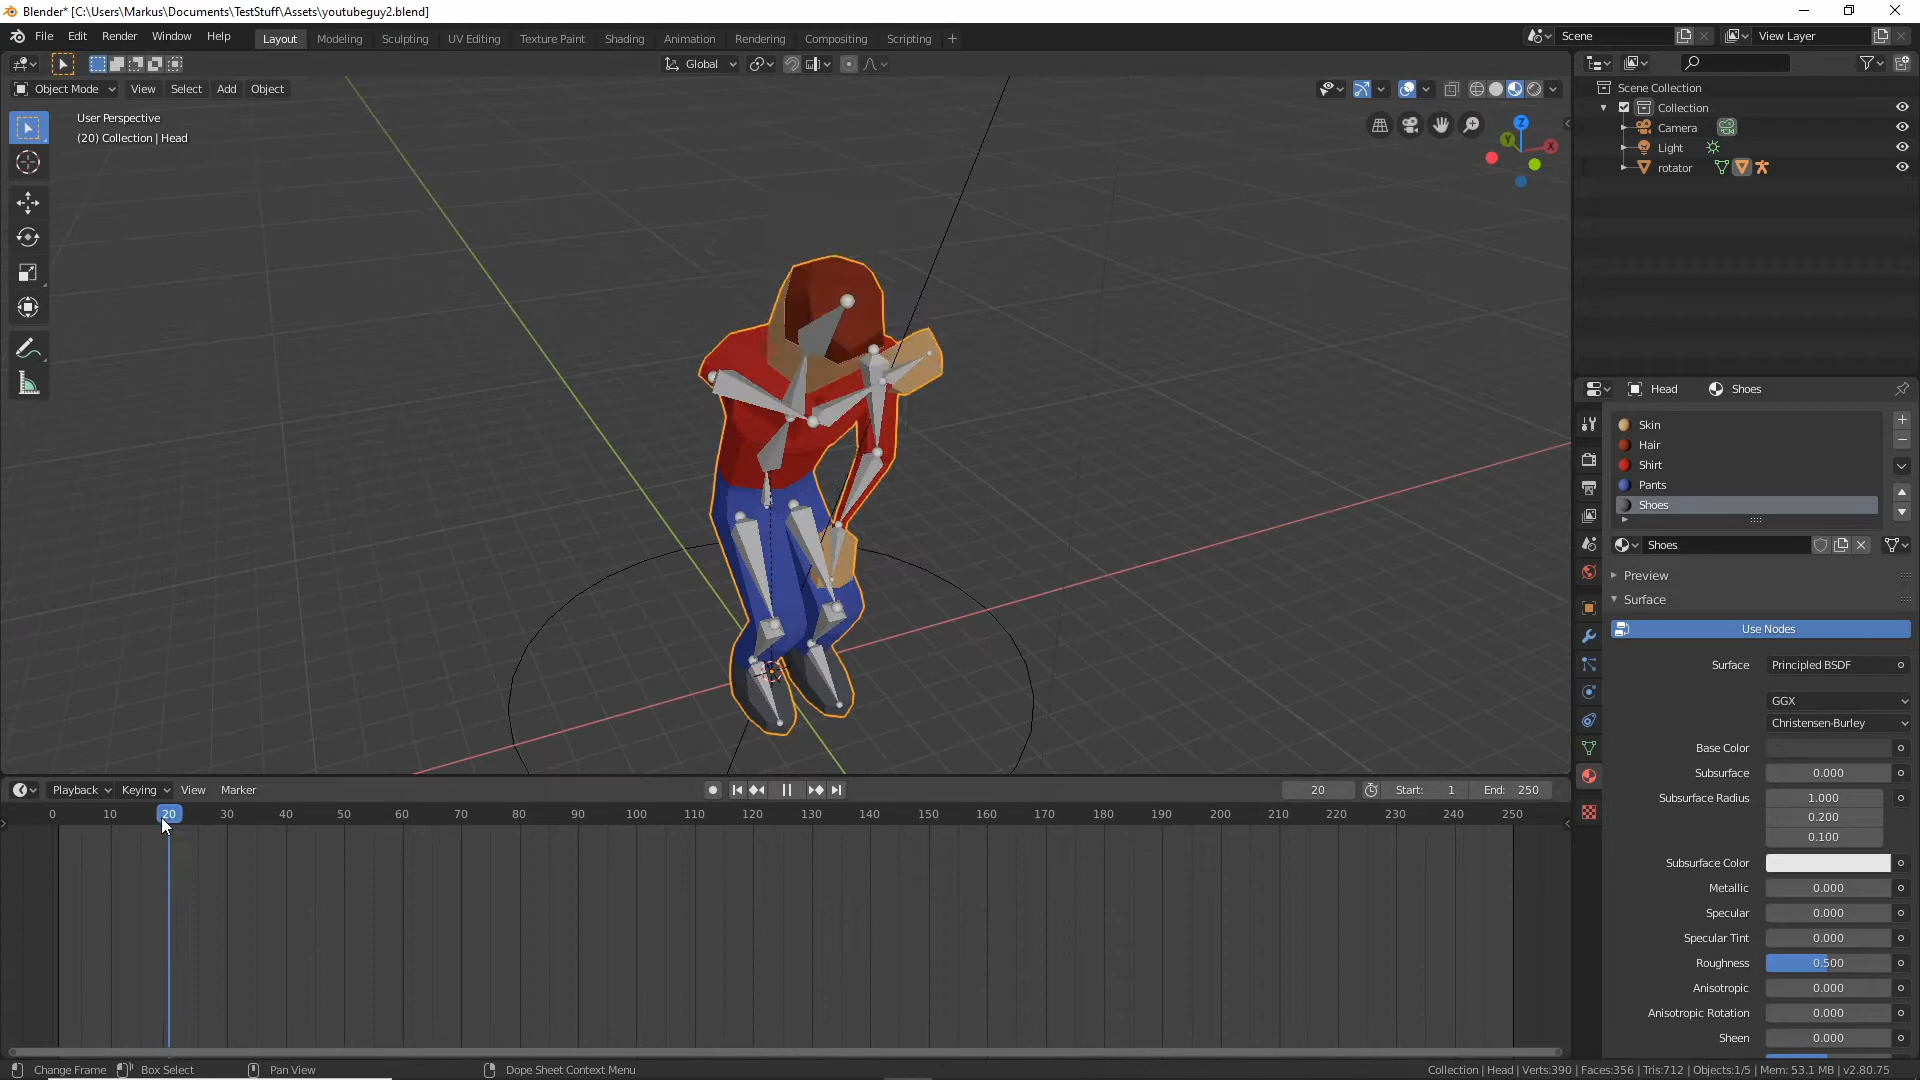 Blender* [C:\Users\Markus\Documents\TestStuff\Assets\youtubeguy2.blend]
File Edit Render Window Help
Layout Modeling Sculpting UV Editing Texture Paint Shading Animation Rendering Compositing Scripting +
Scene
View Layer
Global
Object Mode View Select Add Object
User Perspective
(20) Collection | Head
Z
Y
X
Scene Collection
Collection
Camera
Light
rotator
Head Shoes
Skin
Hair
Shirt
Pants
Shoes
Shoes
Preview
Surface
Use Nodes
Surface Principled BSDF
GGX
Christensen-Burley
Base Color
Subsurface 0.000
Subsurface Radius 1.000
0.200
0.100
Subsurface Color
Metallic 0.000
Specular 0.000
Specular Tint 0.000
Roughness 0.500
Anisotropic 0.000
Anisotropic Rotation 0.000
Sheen 0.000
Playback Keying View Marker
20 Start: 1 End: 250
0 10 20 30 40 50 60 70 80 90 100 110 120 130 140 150 160 170 180 190 200 210 220 230 240 250
Change Frame Box Select Pan View Dope Sheet Context Menu
Collection | Head | Verts:390 | Faces:356 | Tris:712 | Objects:1/5 | Mem: 53.1 MB | v2.80.75